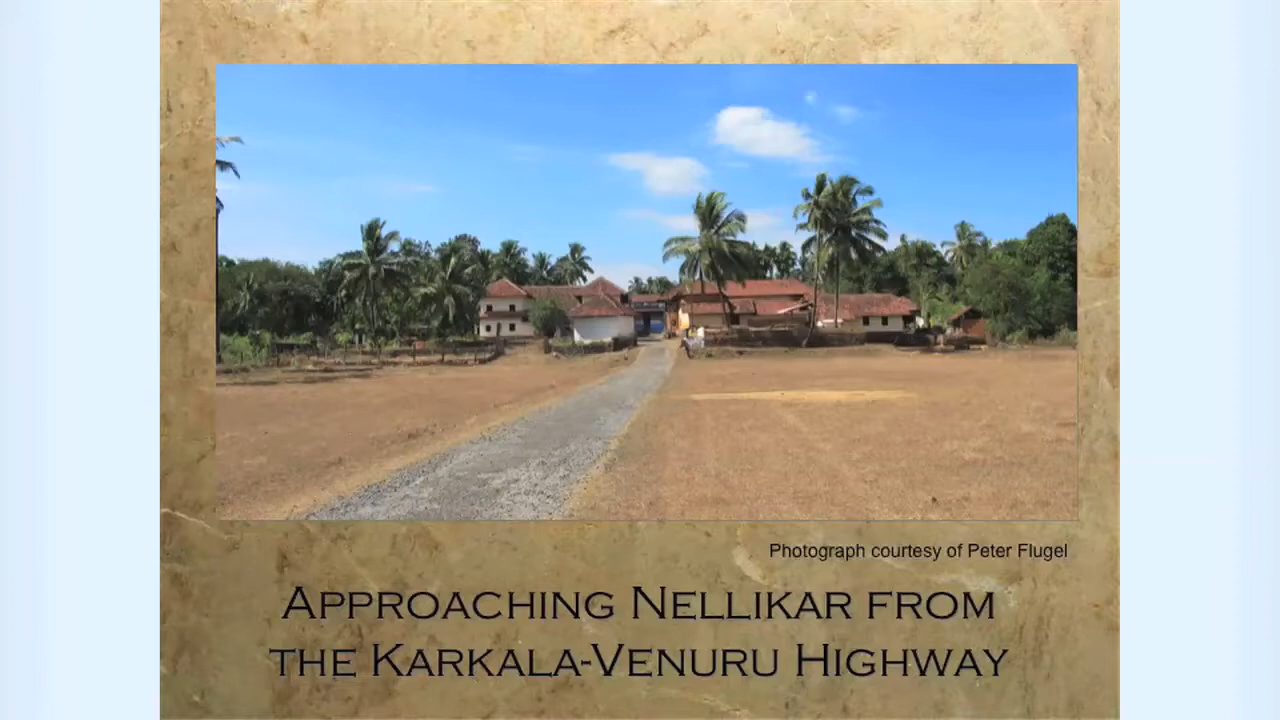 Photograph courtesy of Peter Flugel
Approaching Nellikar from
the Karkala-Venuru Highway